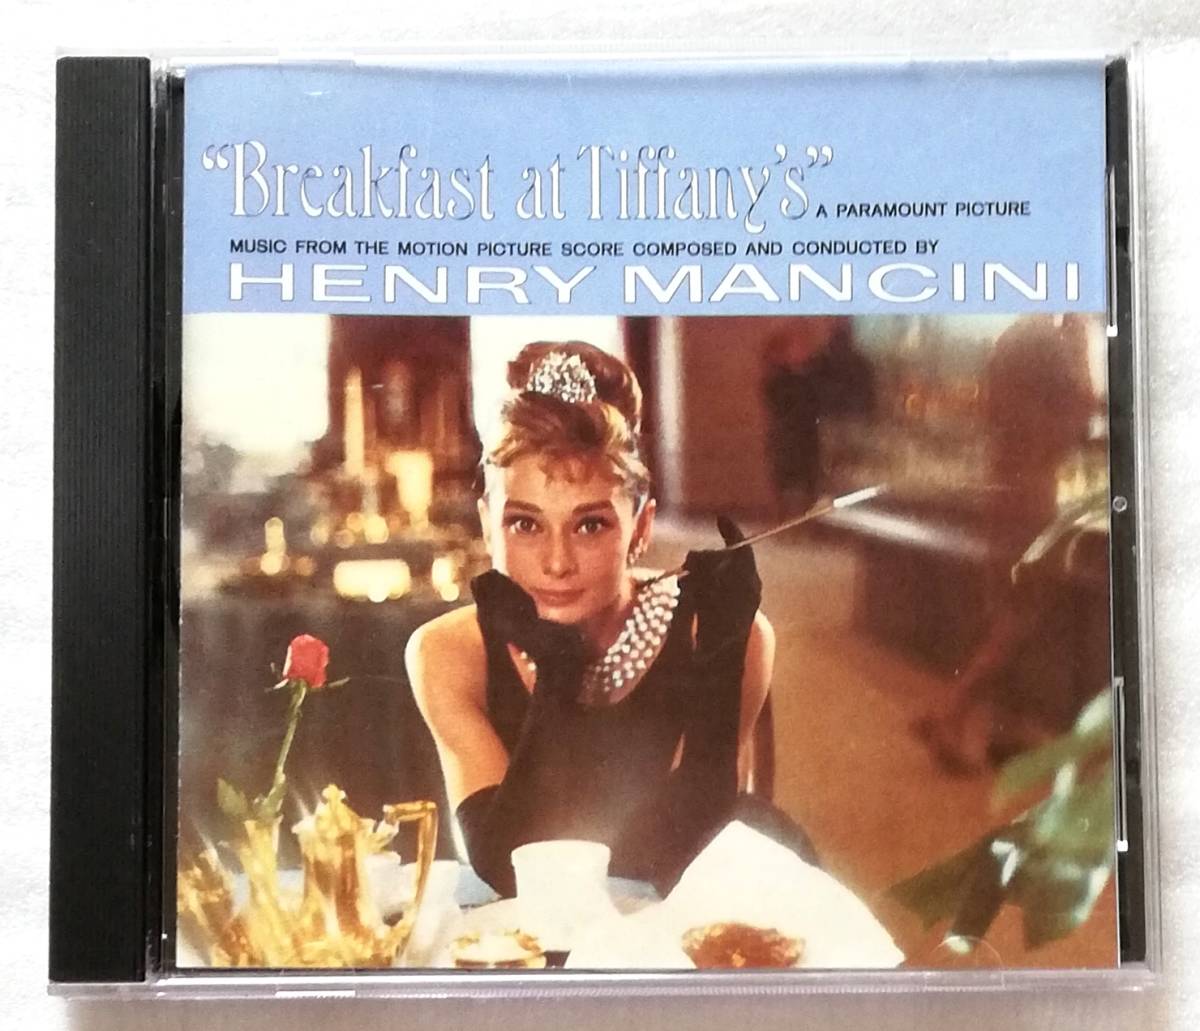 “Breakfast at Tiffany’s” A PARAMOUNT PICTURE
MUSIC FROM THE MOTION PICTURE SCORE COMPOSED AND CONDUCTED BY
HENRY MANCINI